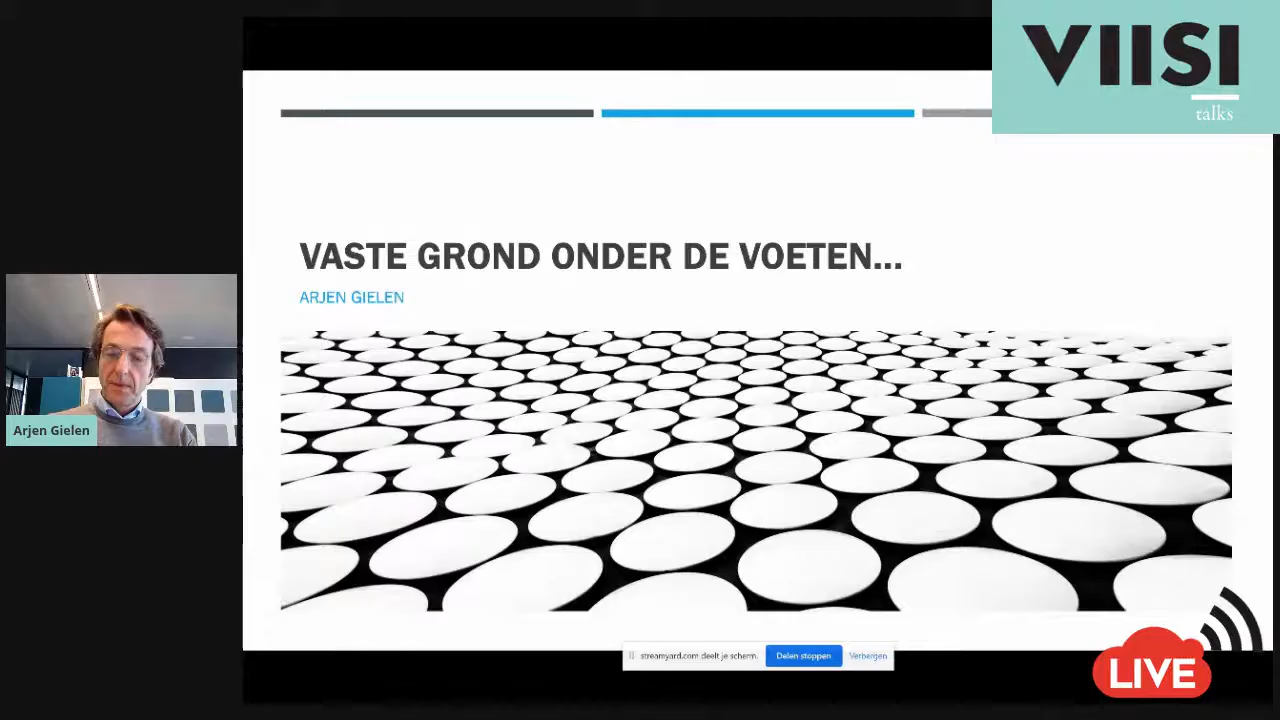 VIISI
talks
VASTE GROND ONDER DE VOETEN...
ARJEN GIELEN
Arjen Gielen
streamyard.com deelt je scherm.
Delen stoppen
Verbergen
LIVE